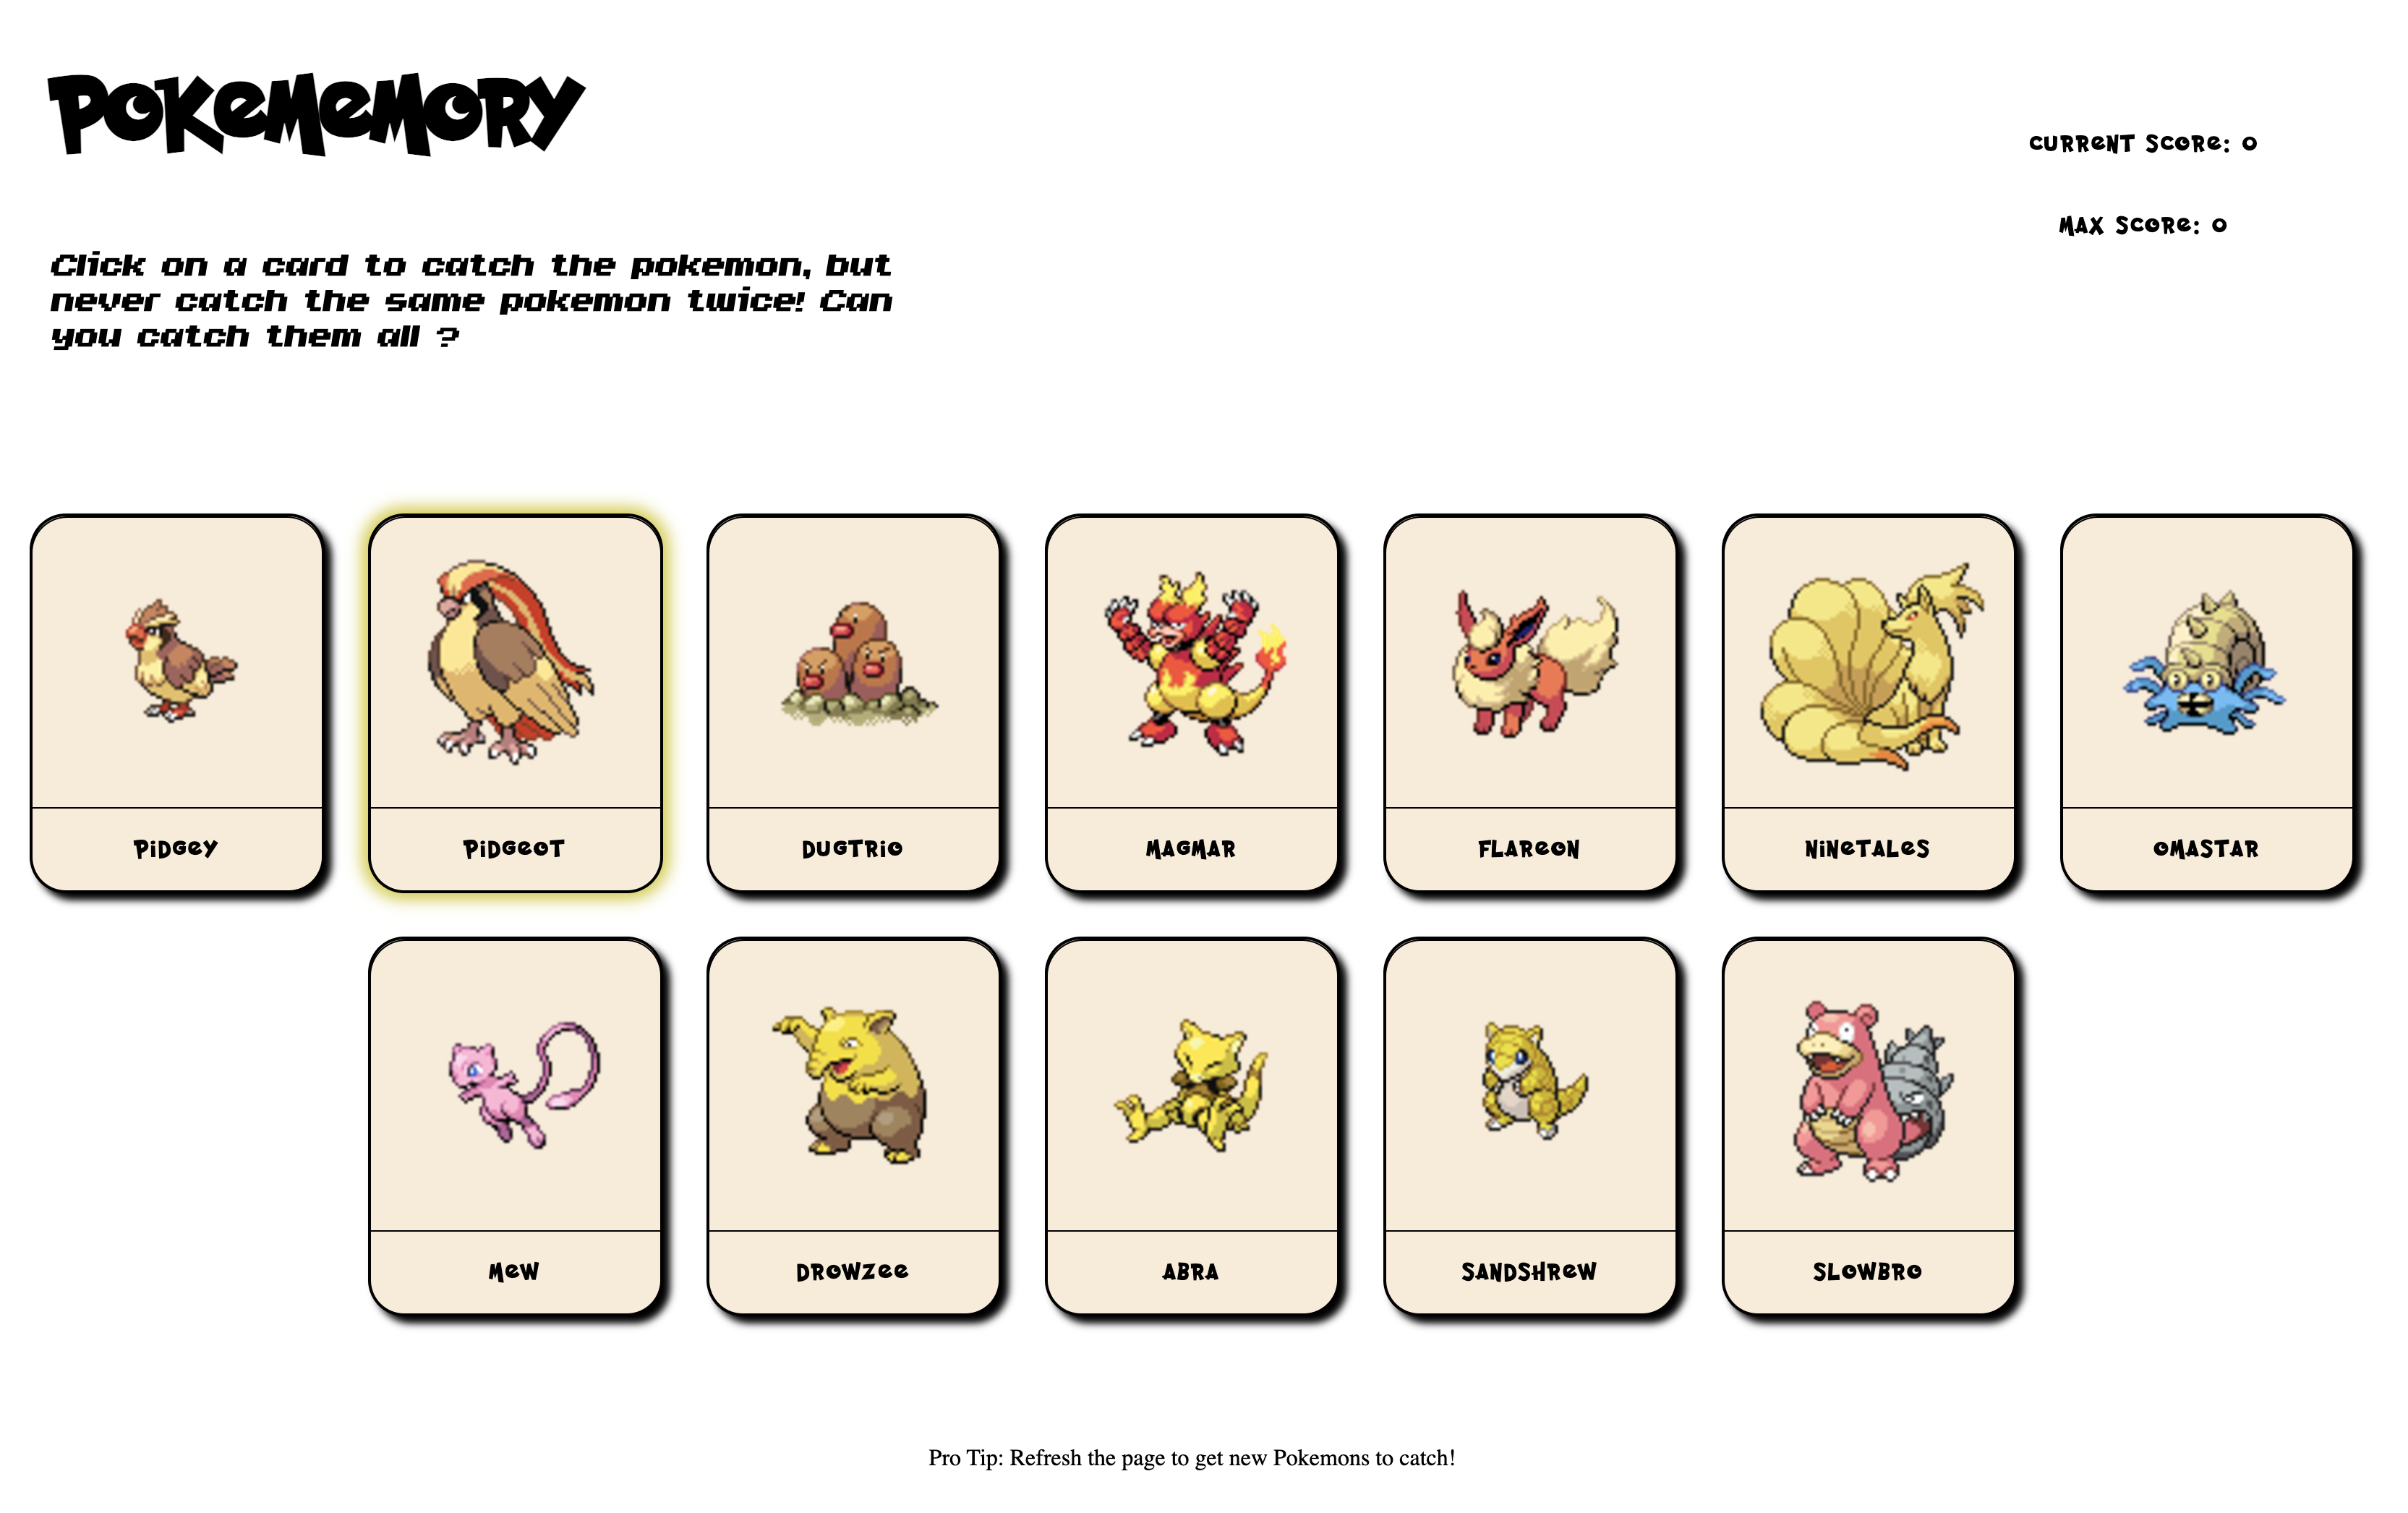 POKEMEMORY
CURRENT SCORE: 0
MAX SCORE: 0
Click on a card to catch the pokemon, but
never catch the same pokemon twice! Can
you catch them all ?
PIDGEY
PIDGEOT
DUGTRIO
MAGMAR
FLAREON
NINETALES
OMASTAR
MEW
DROWZEE
ABRA
SANDSHREW
SLOWBRO
Pro Tip: Refresh the page to get new Pokemons to catch!